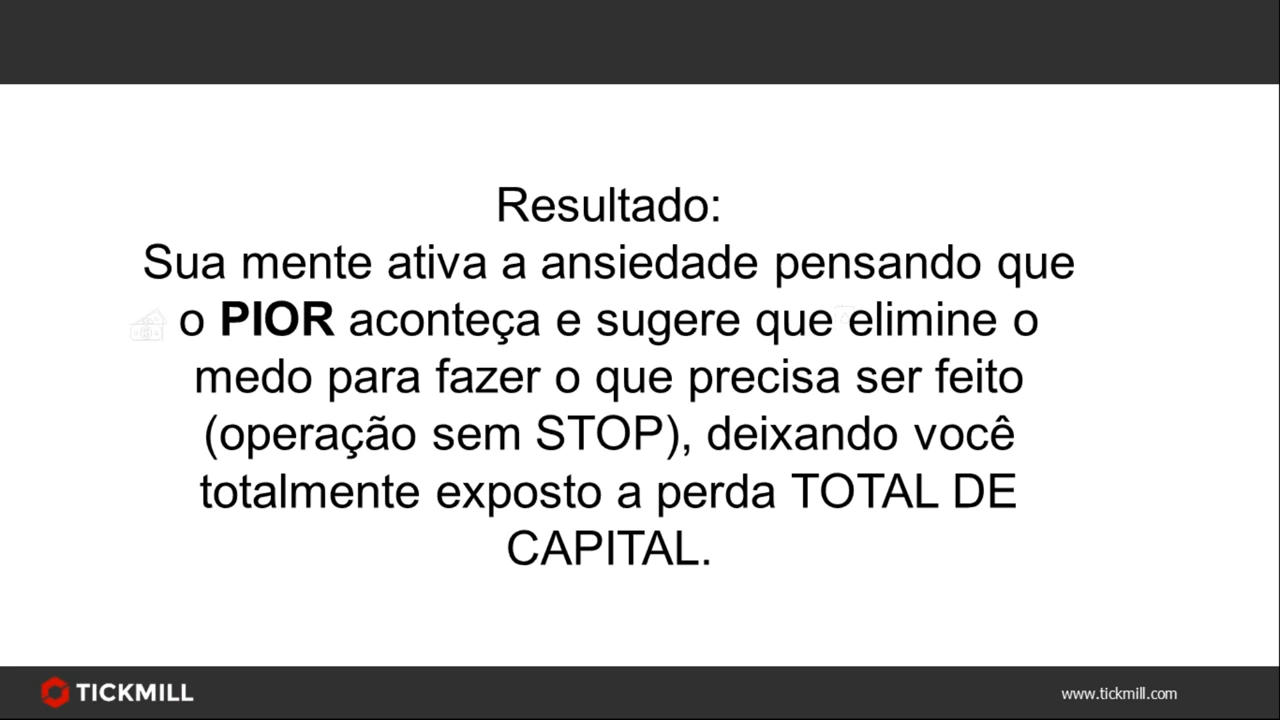 Resultado:
Sua mente ativa a ansiedade pensando que
o PIOR aconteça e sugere que elimine o
medo para fazer o que precisa ser feito
(operação sem STOP), deixando você
totalmente exposto a perda TOTAL DE
CAPITAL.
TICKMILL
www.tickmill.com